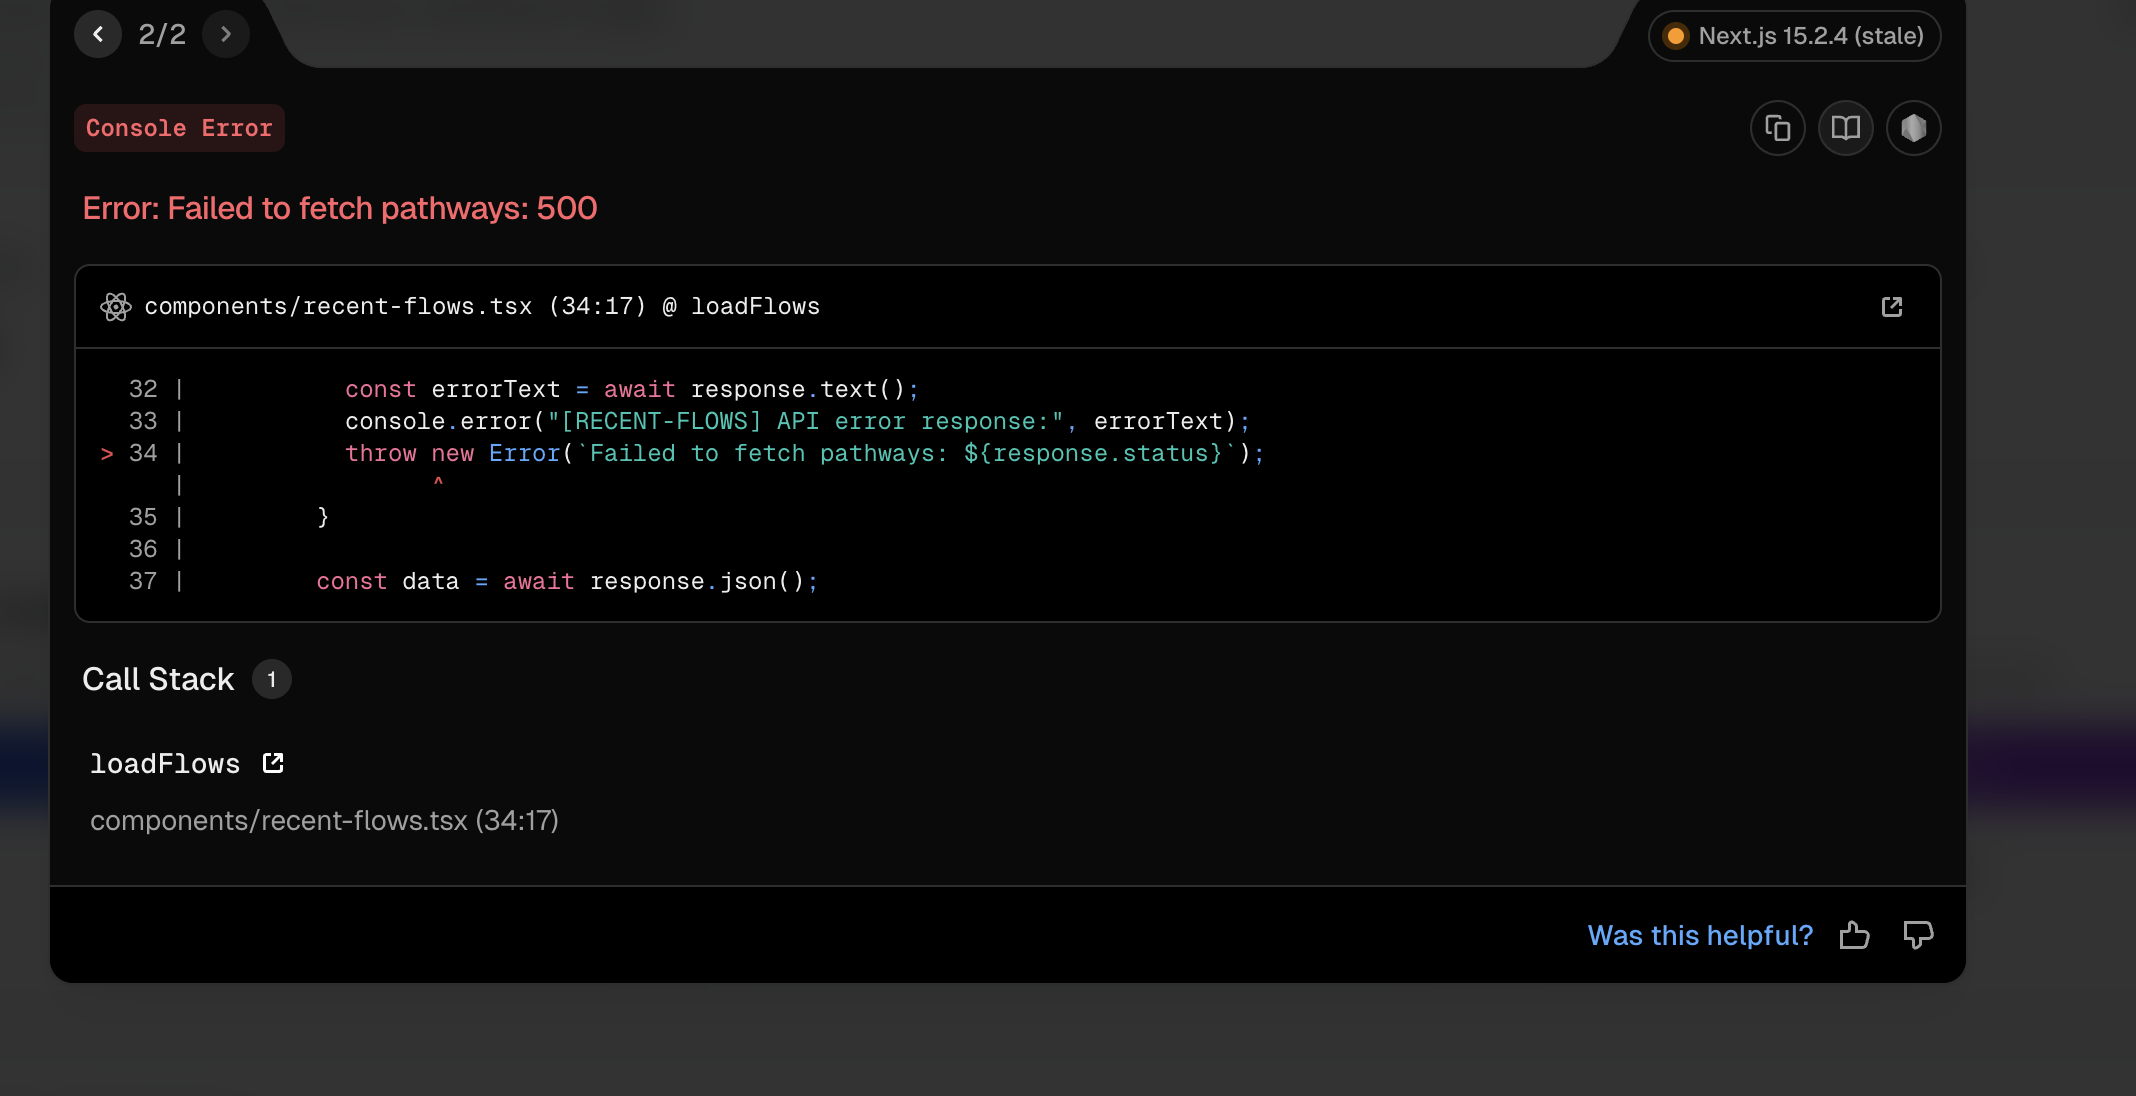 2/2
Next.js 15.2.4 (stale)
Console Error
Error: Failed to fetch pathways: 500
components/recent-flows.tsx (34:17) @ loadFlows
32 |           const errorText = await response.text();
33 |           console.error("[RECENT-FLOWS] API error response:", errorText);
> 34 |           throw new Error(`Failed to fetch pathways: ${response.status}`);
|                 ^
35 |         }
36 |
37 |         const data = await response.json();
Call Stack 1
loadFlows
components/recent-flows.tsx (34:17)
Was this helpful?